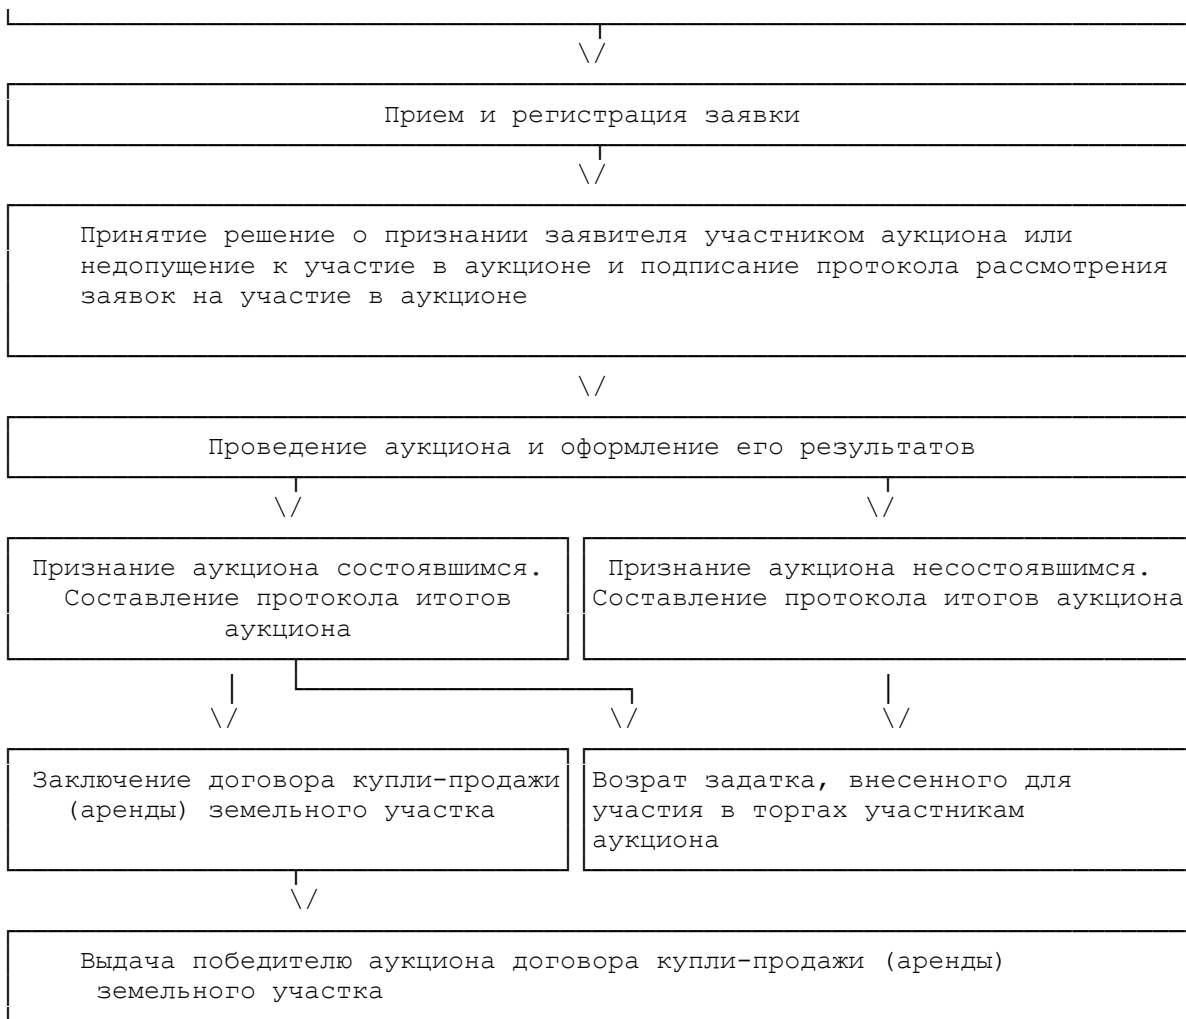 Прием и регистрация заявки
Принятие решение о признании заявителя участником аукциона или
недопущение к участие в аукционе и подписание протокола рассмотрения
заявок на участие в аукционе
Проведение аукциона и оформление его результатов
Признание аукциона состоявшимся.
Составление протокола итогов
аукциона
Признание аукциона несостоявшимся.
Составление протокола итогов аукциона
Заключение договора купли-продажи
(аренды) земельного участка
Возрат задатка, внесенного для
участия в торгах участникам
аукциона
Выдача победителю аукциона договора купли-продажи (аренды)
земельного участка